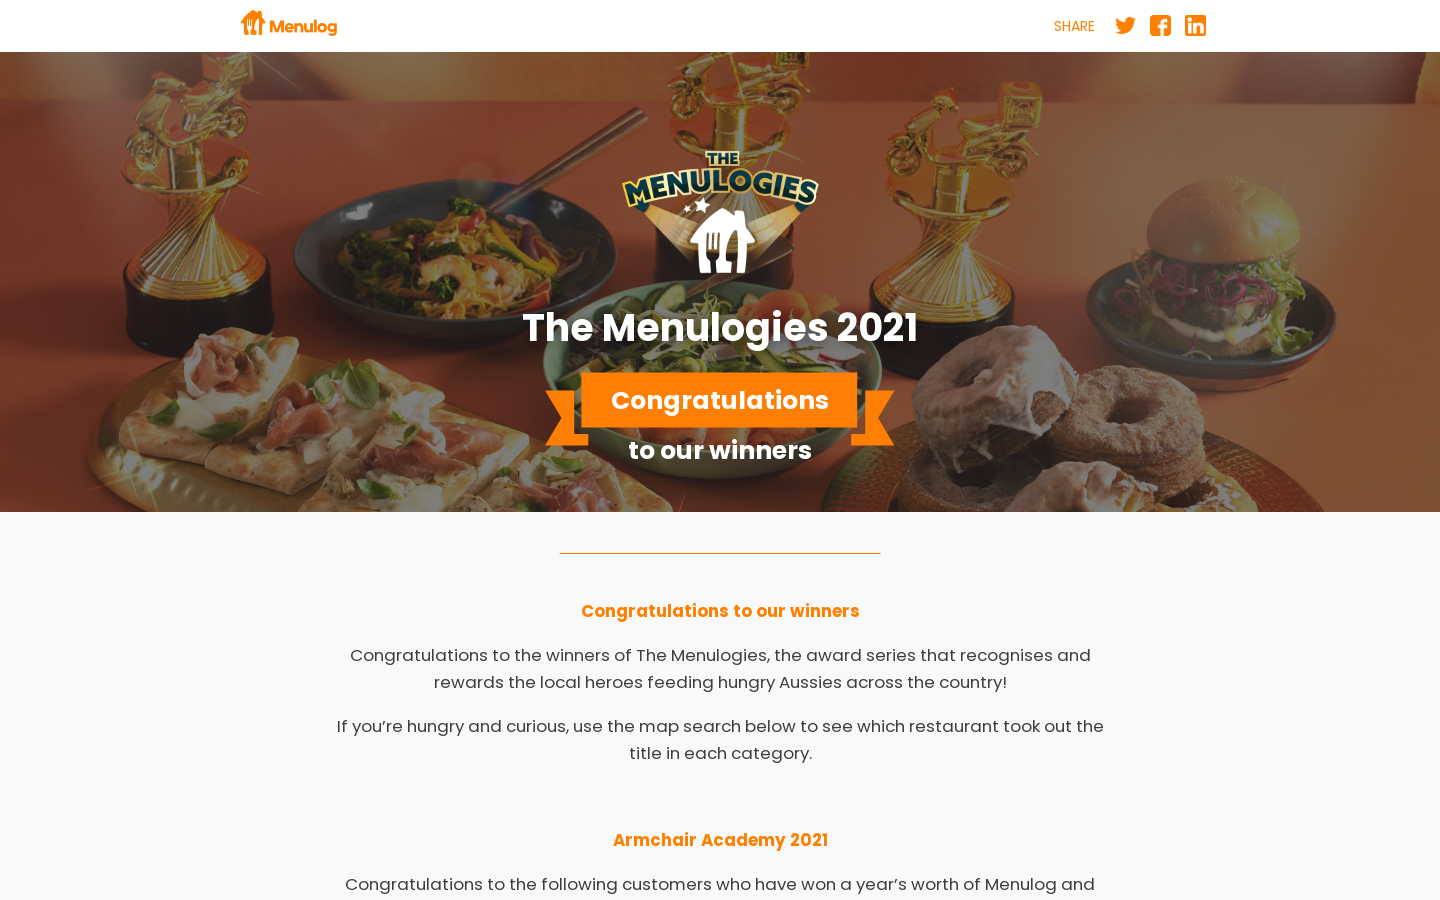 Menulog
SHARE
THE
MENULOGIES
The Menulogies 2021
Congratulations
to our winners
Congratulations to our winners
Congratulations to the winners of The Menulogies, the award series that recognises and
rewards the local heroes feeding hungry Aussies across the country!
If you’re hungry and curious, use the map search below to see which restaurant took out the
title in each category.
Armchair Academy 2021
Congratulations to the following customers who have won a year’s worth of Menulog and